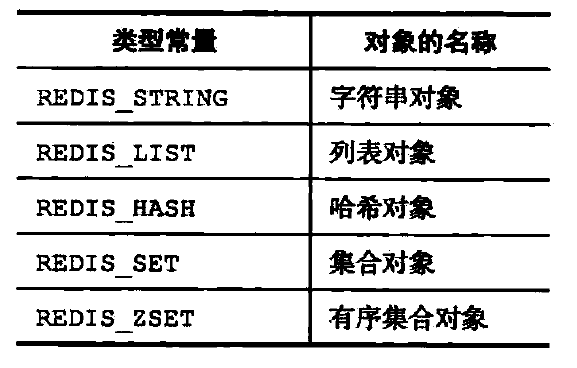 类型常量 对象的名称
REDIS_STRING 字符串对象
REDIS_LIST 列表对象
REDIS_HASH 哈希对象
REDIS_SET 集合对象
REDIS_ZSET 有序集合对象